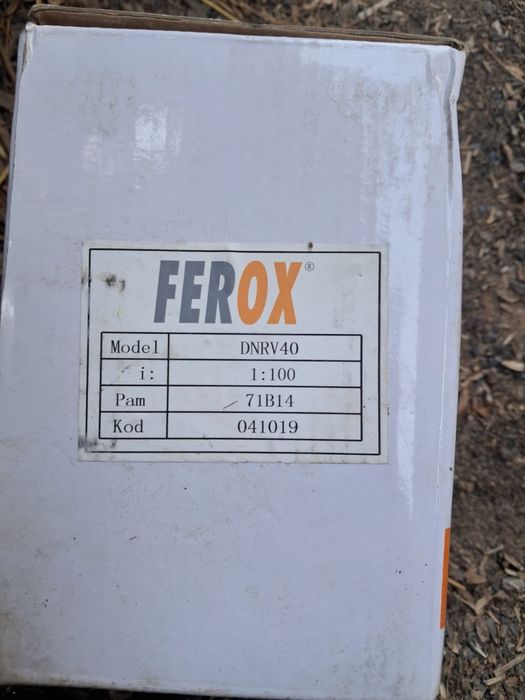 FEROX®
Model DNRV40
i: 1:100
Pam 71B14
Kod 041019